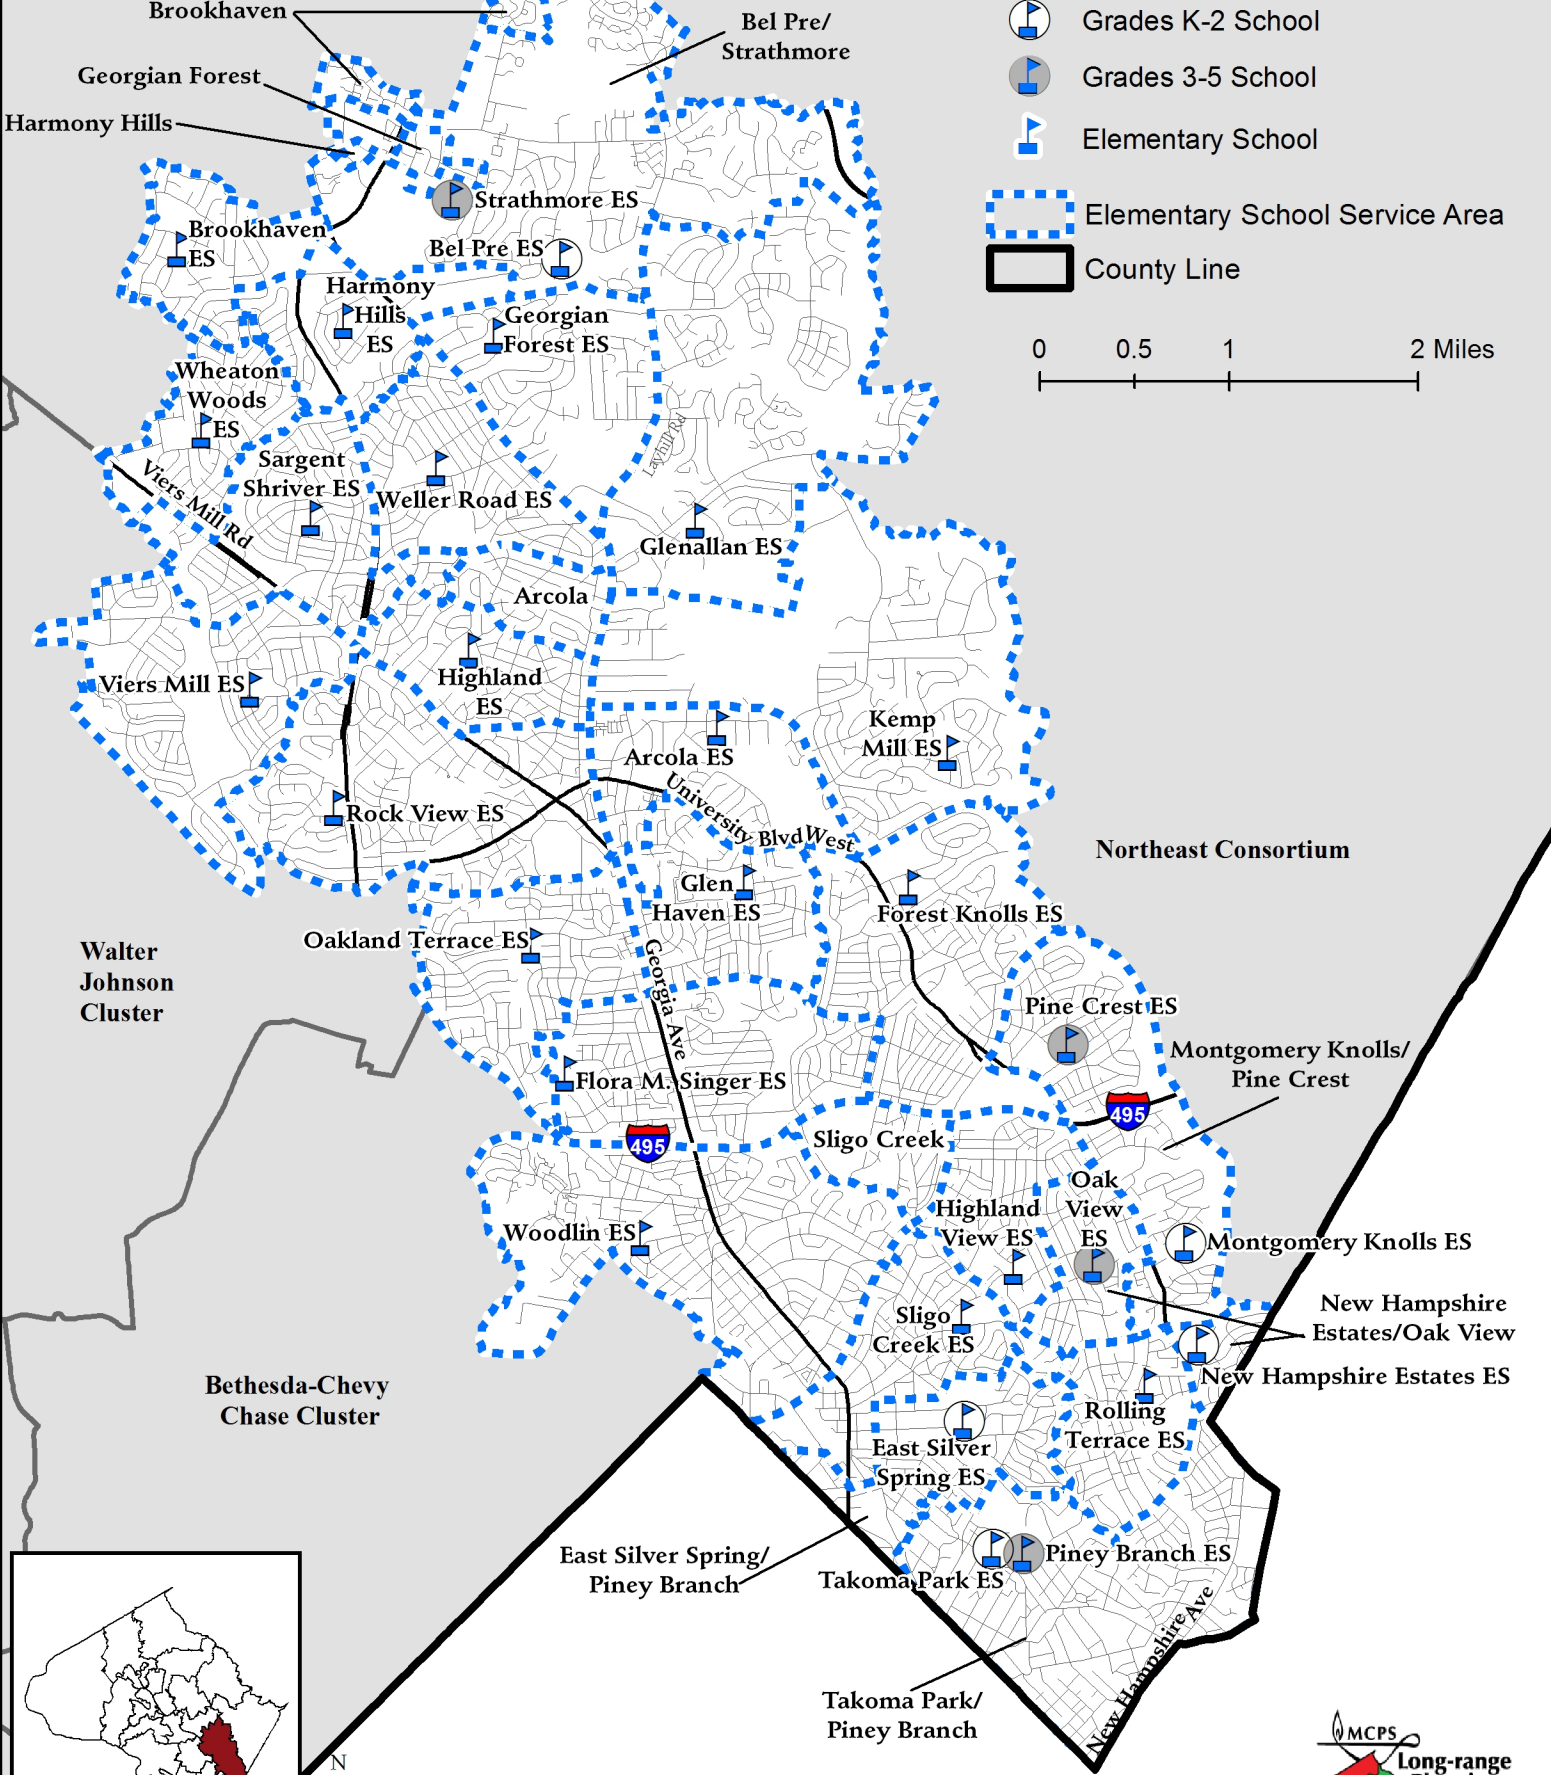 Brookhaven
Bel Pre/
Strathmore
Georgian Forest
Harmony Hills
Grades K-2 School
Grades 3-5 School
Elementary School
Elementary School Service Area
County Line
0 0.5 1 2 Miles
Strathmore ES
Brookhaven
ES
Bel Pre ES
Harmony
Hills
ES
Georgian
Forest ES
Wheaton
Woods
ES
Layhill Rd
Viers Mill Rd
Sargent
Shriver ES
Weller Road ES
Glenallan ES
Arcola
Highland
ES
Viers Mill ES
Kemp
Mill ES
Arcola ES
University Blvd West
Rock View ES
Northeast Consortium
Glen
Haven ES
Forest Knolls ES
Oakland Terrace ES
Georgia Ave
Walter
Johnson
Cluster
Pine Crest ES
Montgomery Knolls/
Pine Crest
Flora M. Singer ES
495
495
Sligo Creek
Oak
View
ES
Highland
View ES
Woodlin ES
Montgomery Knolls ES
Sligo
Creek ES
New Hampshire
Estates/Oak View
New Hampshire Estates ES
Bethesda-Chevy
Chase Cluster
Rolling
Terrace ES
East Silver
Spring ES
East Silver Spring/
Piney Branch
Piney Branch ES
Takoma Park ES
New Hampshire Ave
Takoma Park/
Piney Branch
N
MCPS
Long-range